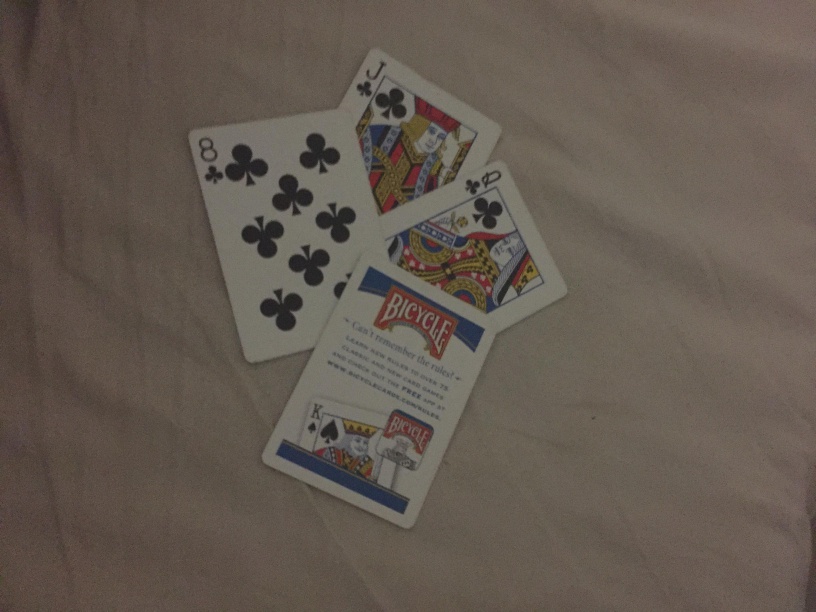 J
8
Q
BICYCLE
~ Can't remember the rules? ~
LEARN NEW RULES TO OVER 75
CLASSIC AND NEW CARD GAMES
AND CHECK OUT THE FREE APP AT
WWW.BICYCLECARDS.COM/RULES.
K
BICYCLE